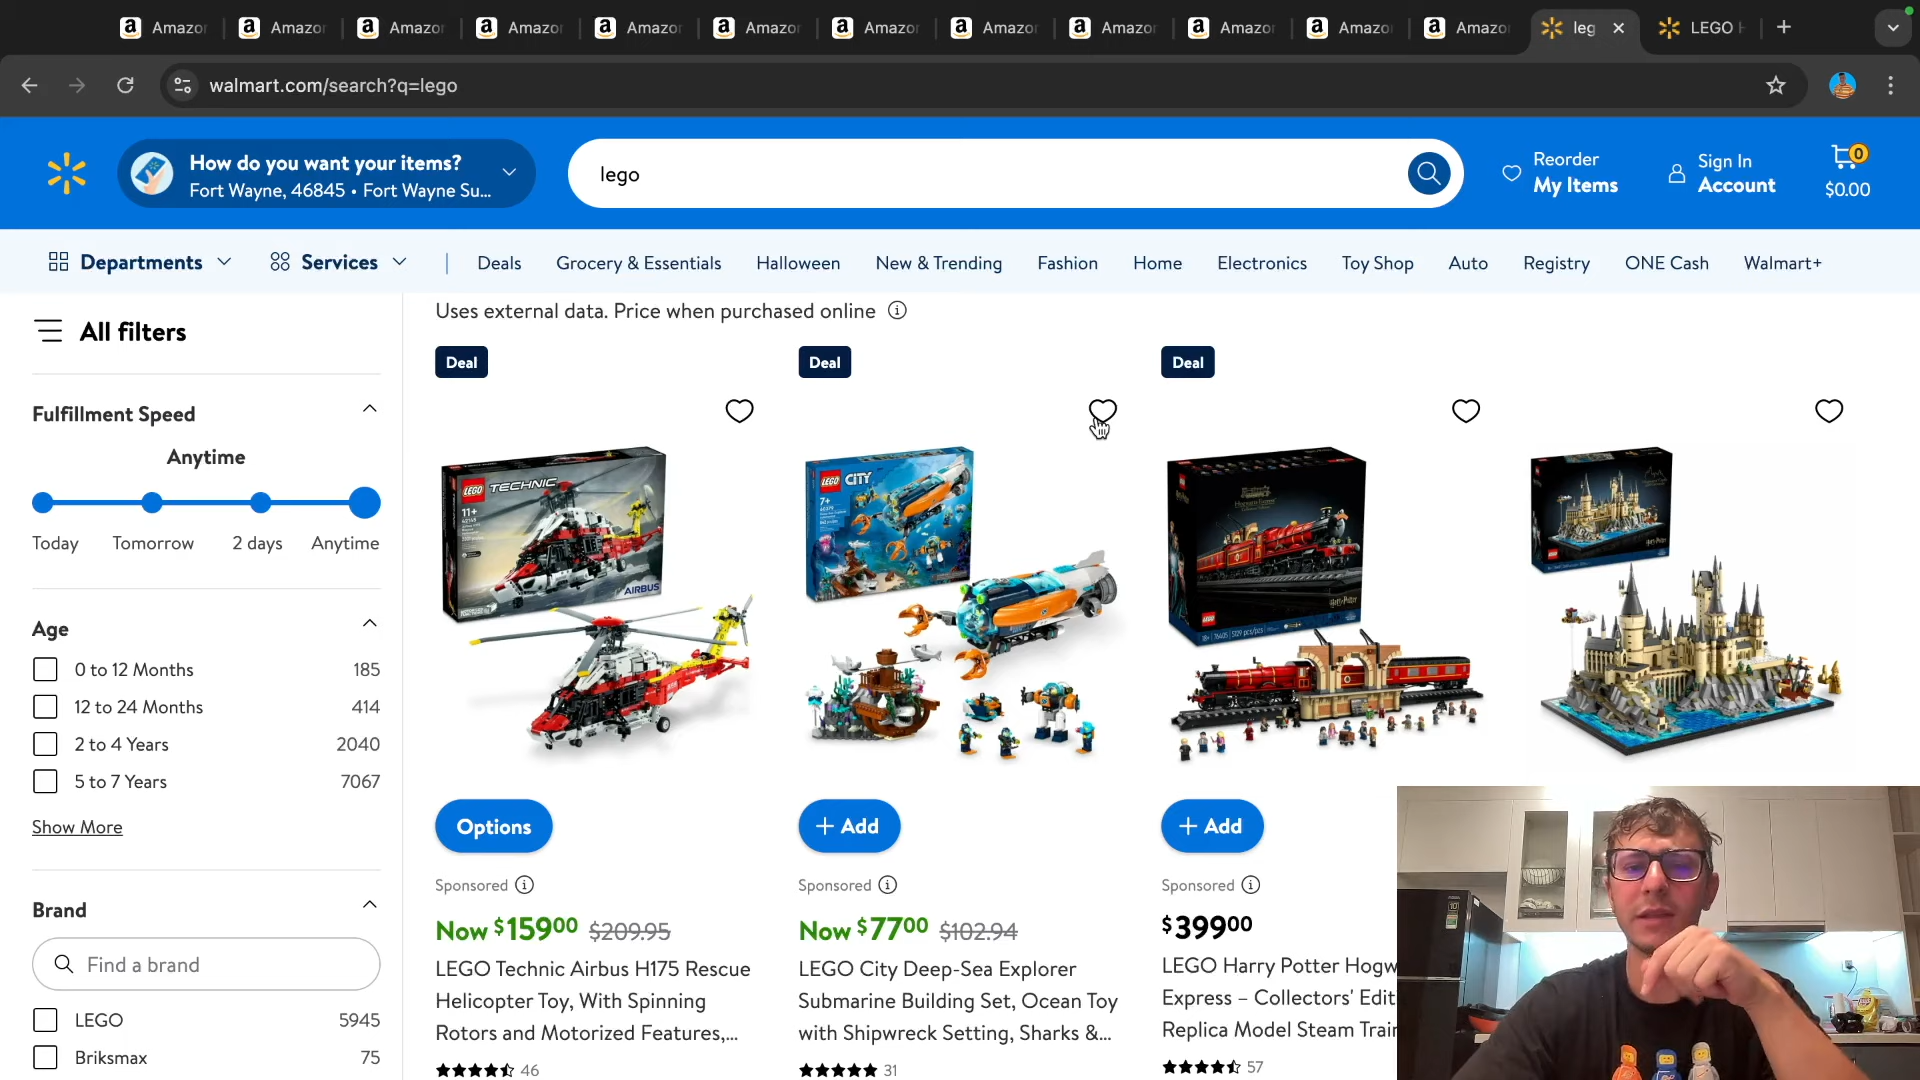 Amazon
Amazon
Amazon
Amazon
Amazon
Amazon
Amazon
Amazon
Amazon
Amazon
Amazon
Amazon
leg
LEGO H
walmart.com/search?q=lego
How do you want your items?
Fort Wayne, 46845 • Fort Wayne Su...
lego
Reorder
My Items
Sign In
Account
0
$0.00
Departments
Services
Deals
Grocery & Essentials
Halloween
New & Trending
Fashion
Home
Electronics
Toy Shop
Auto
Registry
ONE Cash
Walmart+
All filters
Fulfillment Speed
Anytime
Today
Tomorrow
2 days
Anytime
Age
0 to 12 Months 185
12 to 24 Months 414
2 to 4 Years 2040
5 to 7 Years 7067
Show More
Brand
Find a brand
LEGO 5945
Briksmax 75
Uses external data. Price when purchased online
Deal
Deal
Deal
LEGO TECHNIC
11+
AIRBUS
LEGO CITY
7+
LEGO
Options
+ Add
+ Add
Sponsored
Now $159.00 $209.95
LEGO Technic Airbus H175 Rescue
Helicopter Toy, With Spinning
Rotors and Motorized Features,...
46
Sponsored
Now $77.00 $102.94
LEGO City Deep-Sea Explorer
Submarine Building Set, Ocean Toy
with Shipwreck Setting, Sharks &...
31
Sponsored
$399.00
LEGO Harry Potter Hogw
Express – Collectors' Edit
Replica Model Steam Trai
57